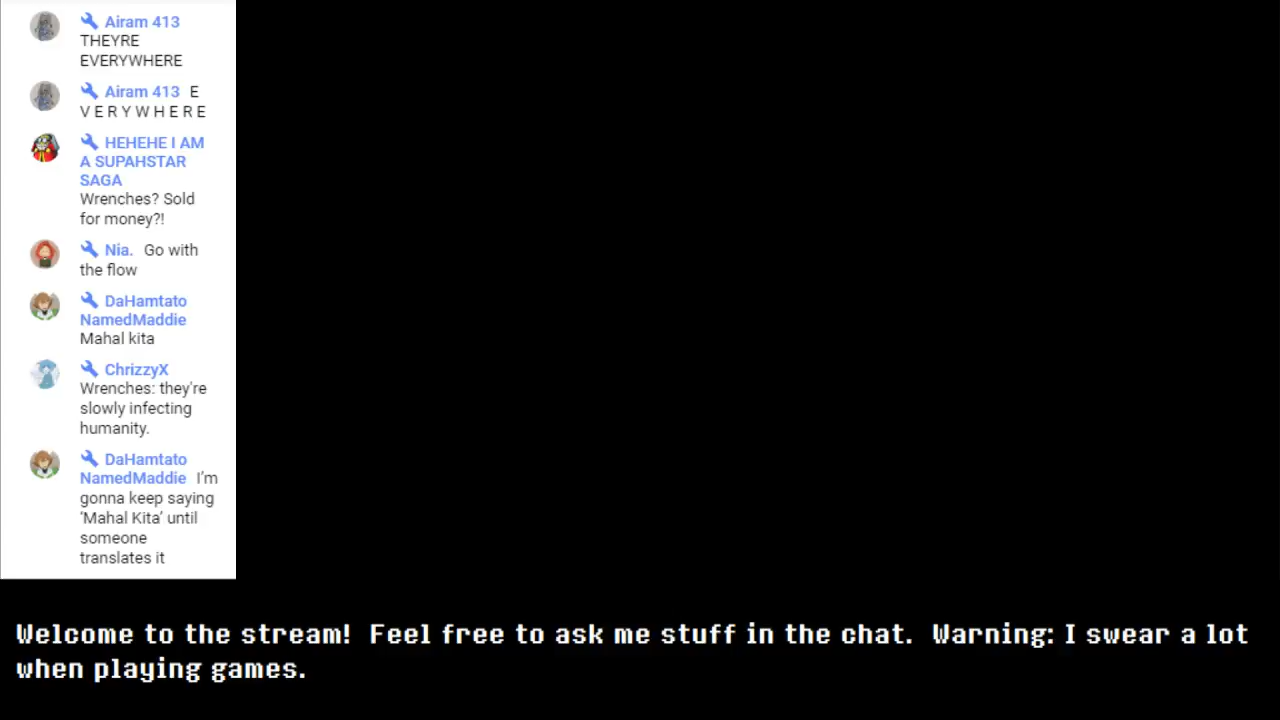 Airam 413
THEYRE
EVERYWHERE
Airam 413 E
V E R Y W H E R E
HEHEHE I AM
A SUPAHSTAR
SAGA
Wrenches? Sold
for money?!
Nia. Go with
the flow
DaHamtato
NamedMaddie
Mahal kita
ChrizzyX
Wrenches: they're
slowly infecting
humanity.
DaHamtato
NamedMaddie I'm
gonna keep saying
‘Mahal Kita’ until
someone
translates it
Welcome to the stream! Feel free to ask me stuff in the chat. Warning: I swear a lot
when playing games.